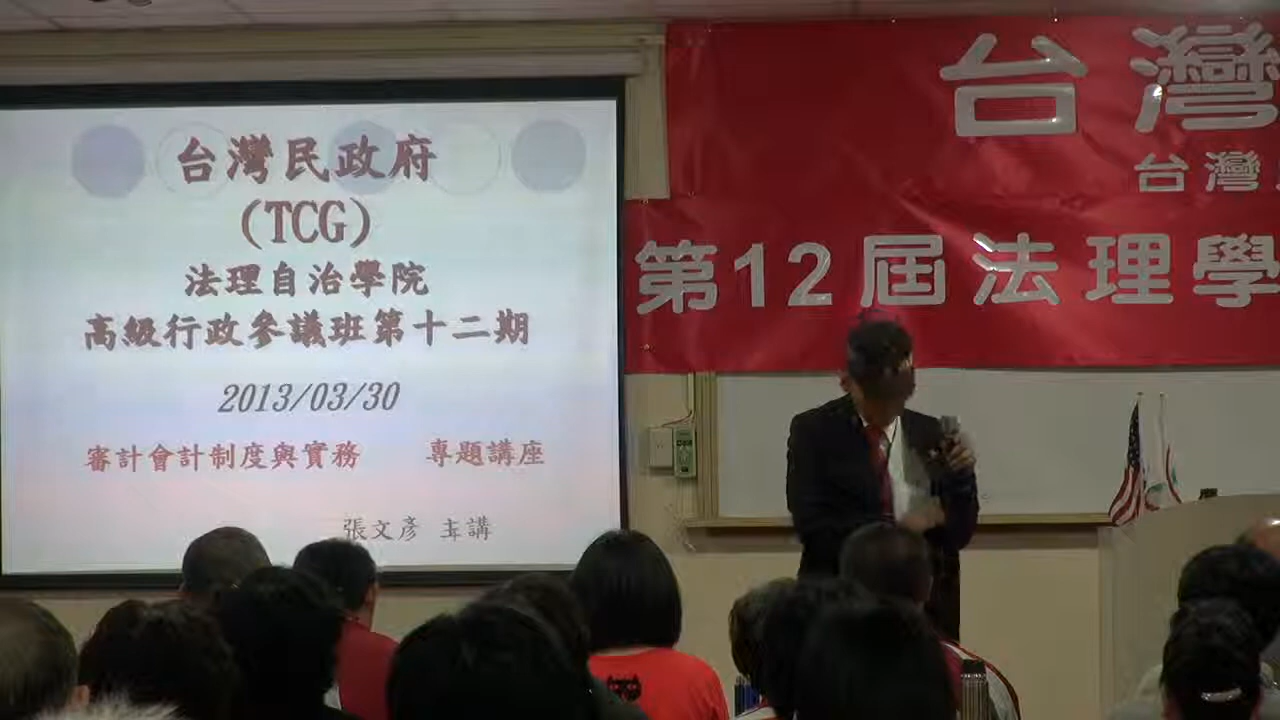 台灣民政府
(TCG)
法理自治學院
高級行政參議班第十二期
2013/03/30
審計會計制度與實務 專題講座
張文彥 主講
台灣
台灣
第12屆法理學